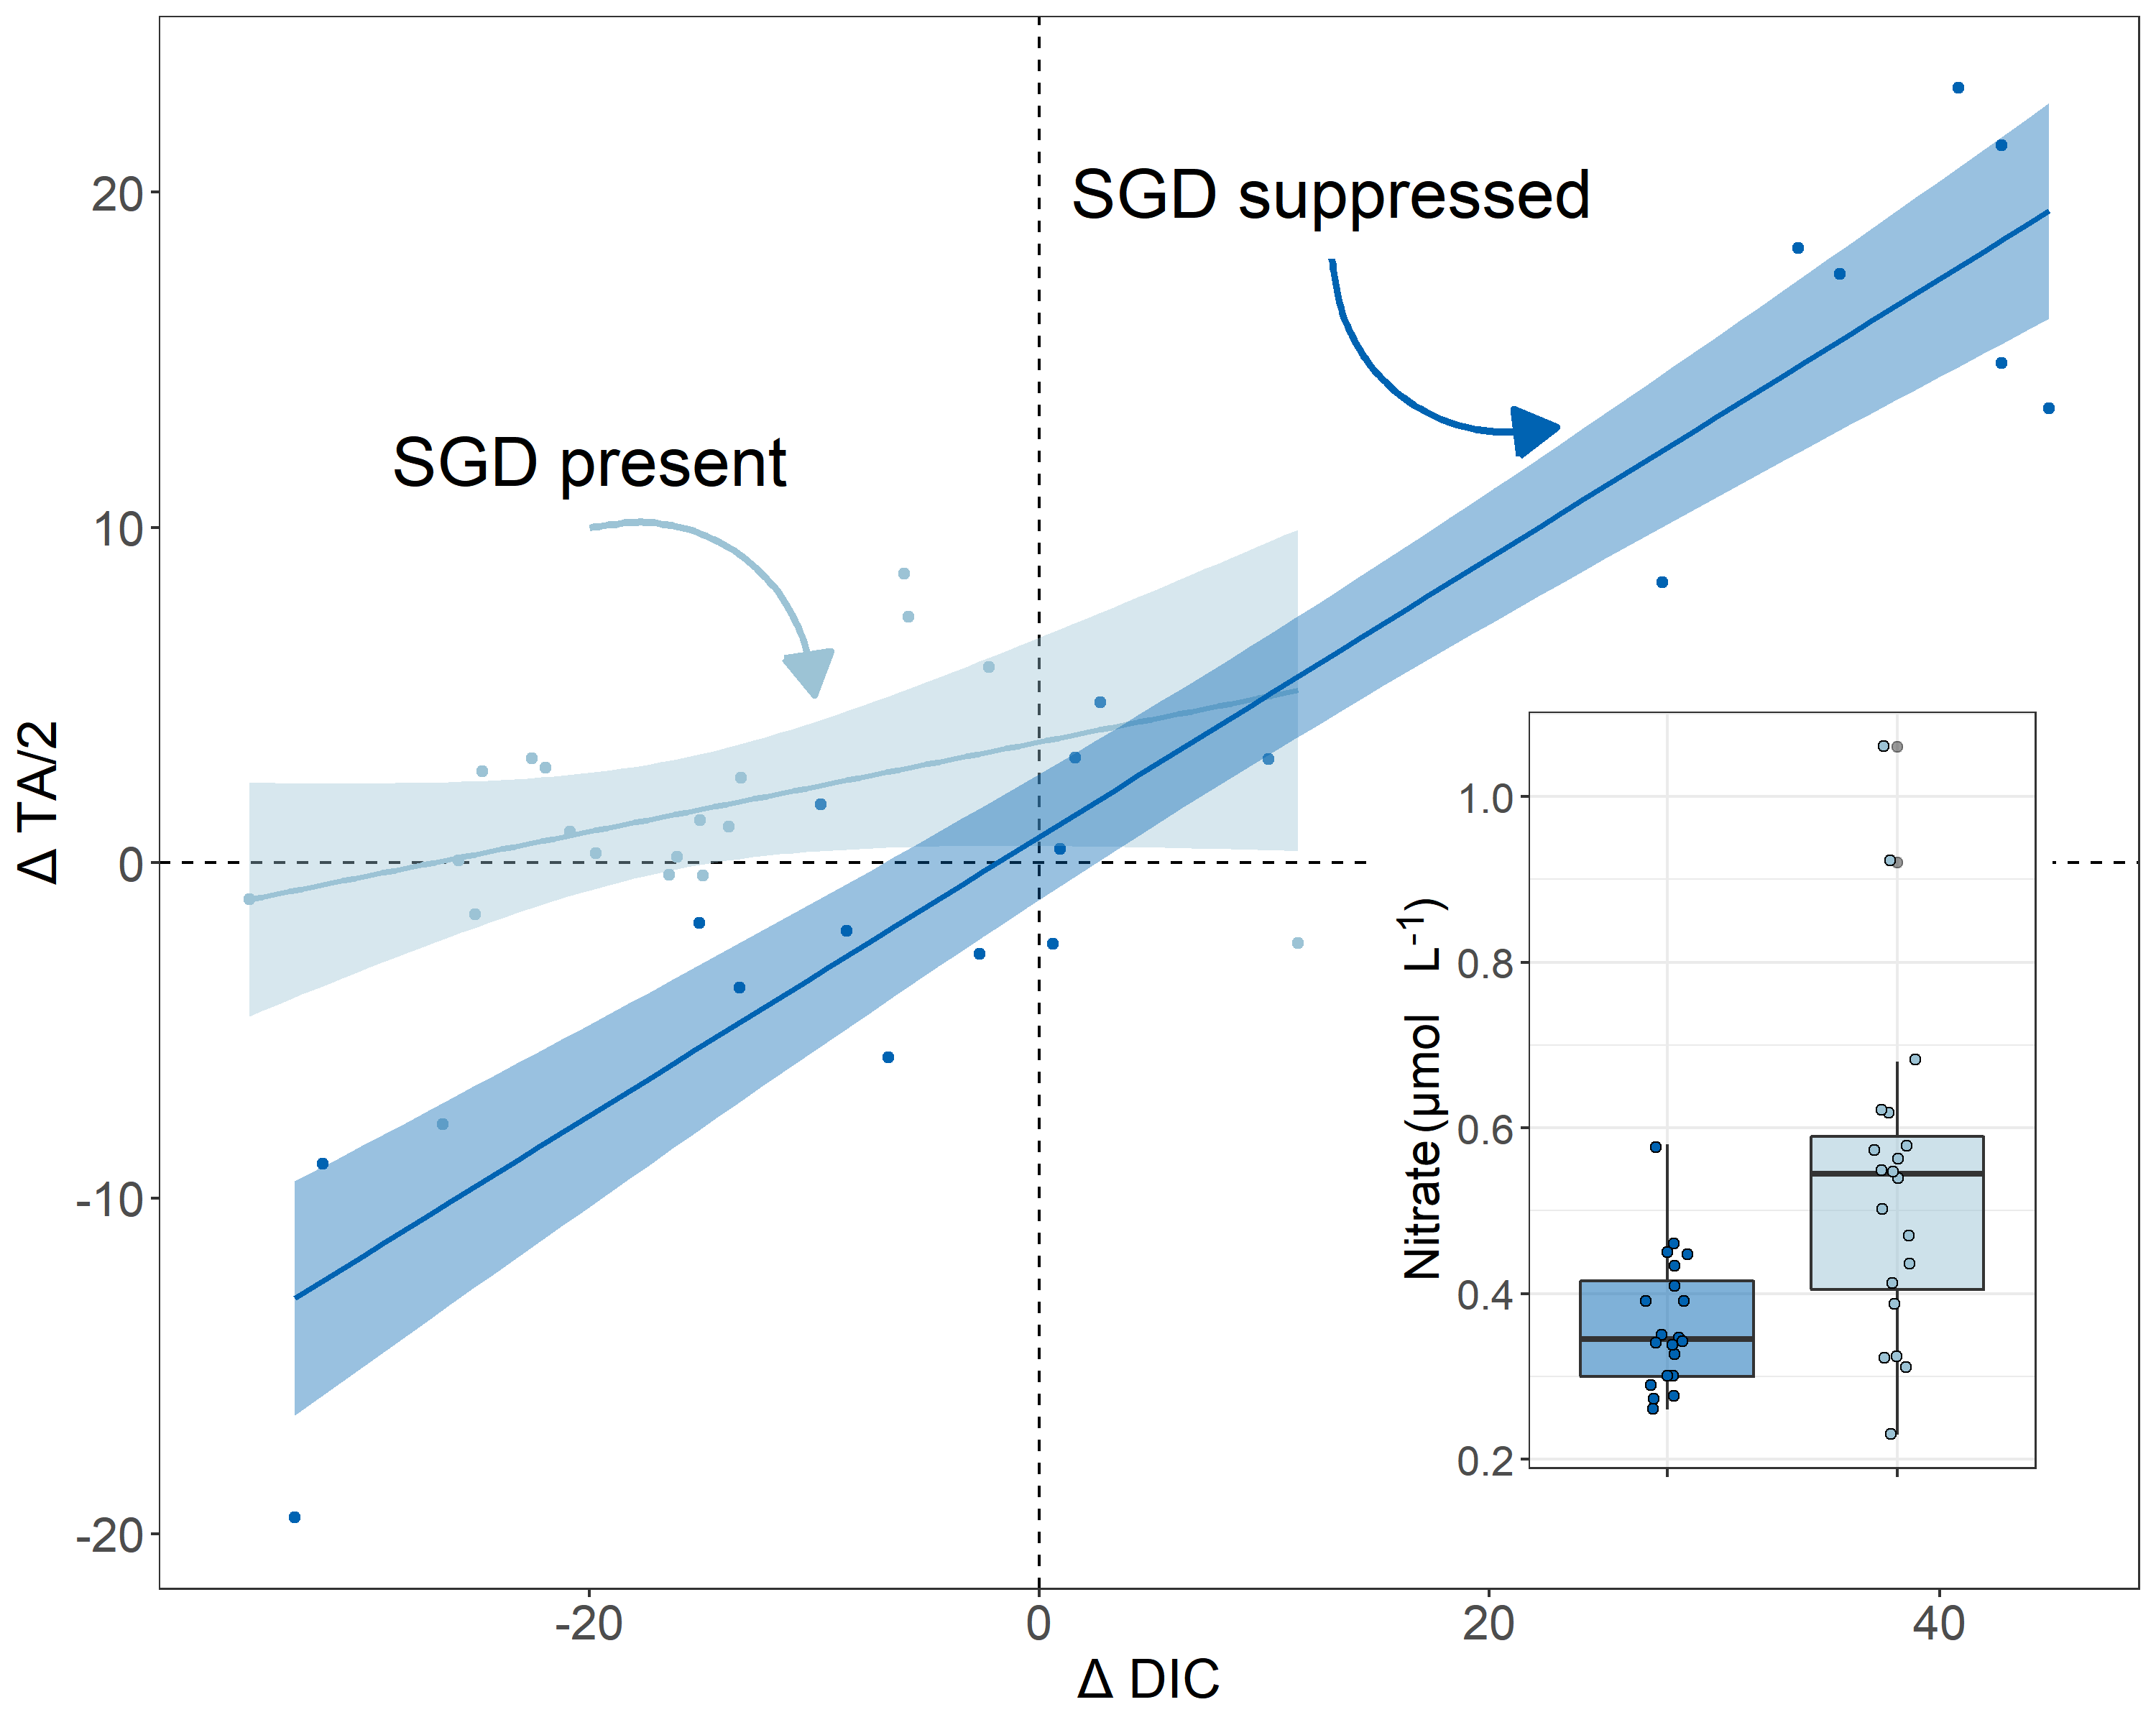 SGD suppressed
SGD present
20
10
0
-10
-20
Δ TA/2
-20
0
20
40
Δ DIC
1.0
0.8
0.6
0.4
0.2
Nitrate (µmol L-1)